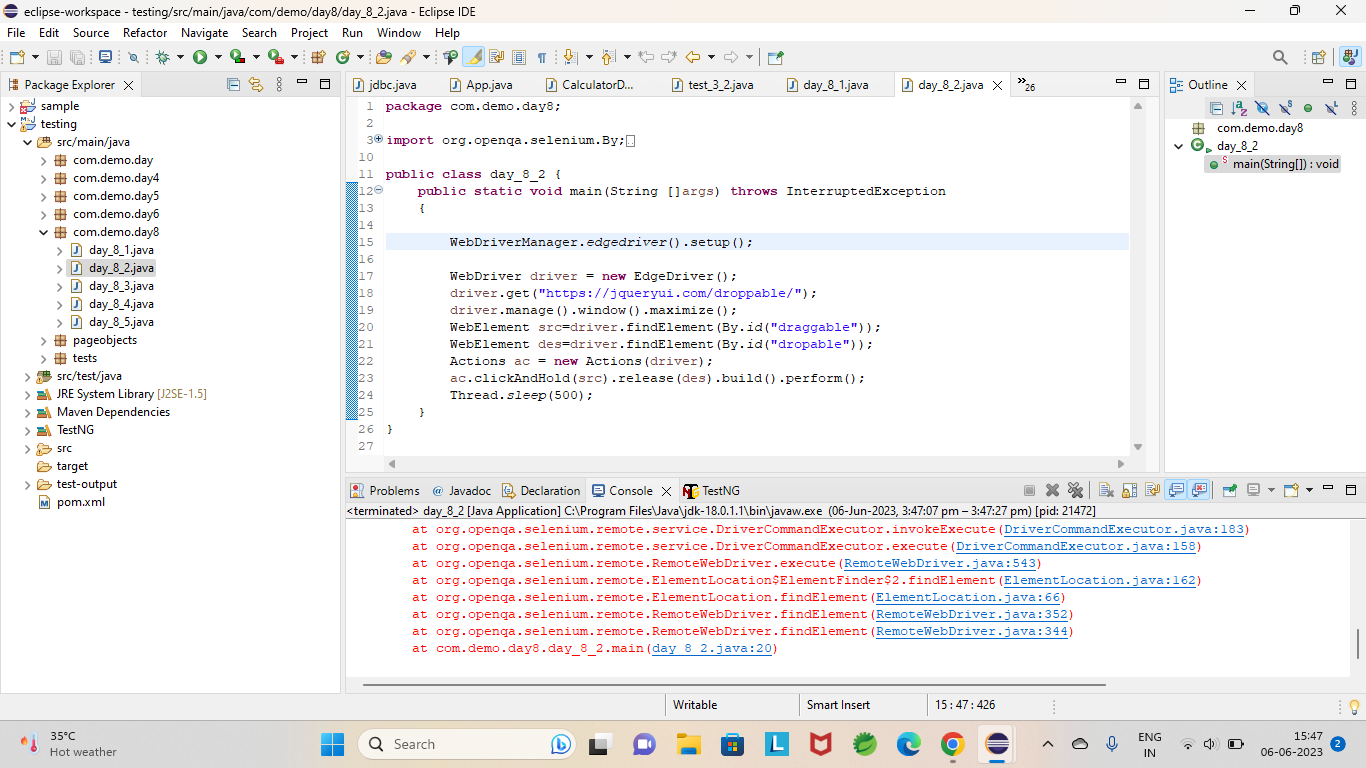 eclipse-workspace - testing/src/main/java/com/demo/day8/day_8_2.java - Eclipse IDE
File Edit Source Refactor Navigate Search Project Run Window Help
Package Explorer
sample
testing
src/main/java
com.demo.day
com.demo.day4
com.demo.day5
com.demo.day6
com.demo.day8
day_8_1.java
day_8_2.java
day_8_3.java
day_8_4.java
day_8_5.java
pageobjects
tests
src/test/java
JRE System Library [J2SE-1.5]
Maven Dependencies
TestNG
src
target
test-output
pom.xml
jdbc.java App.java CalculatorD... test_3_2.java day_8_1.java day_8_2.java »26
1 package com.demo.day8;
2
3 import org.openqa.selenium.By;
10
11 public class day_8_2 {
12 public static void main(String []args) throws InterruptedException
13 {
14
15 WebDriverManager.edgedriver().setup();
16
17 WebDriver driver = new EdgeDriver();
18 driver.get("https://jqueryui.com/droppable/");
19 driver.manage().window().maximize();
20 WebElement src=driver.findElement(By.id("draggable"));
21 WebElement des=driver.findElement(By.id("dropable"));
22 Actions ac = new Actions(driver);
23 ac.clickAndHold(src).release(des).build().perform();
24 Thread.sleep(500);
25 }
26 }
27
Outline
com.demo.day8
day_8_2
main(String[]) : void
Problems @ Javadoc Declaration Console TestNG
<terminated> day_8_2 [Java Application] C:\Program Files\Java\jdk-18.0.1.1\bin\javaw.exe (06-Jun-2023, 3:47:07 pm – 3:47:27 pm) [pid: 21472]
at org.openqa.selenium.remote.service.DriverCommandExecutor.invokeExecute(DriverCommandExecutor.java:183)
at org.openqa.selenium.remote.service.DriverCommandExecutor.execute(DriverCommandExecutor.java:158)
at org.openqa.selenium.remote.RemoteWebDriver.execute(RemoteWebDriver.java:543)
at org.openqa.selenium.remote.ElementLocation$ElementFinder$2.findElement(ElementLocation.java:162)
at org.openqa.selenium.remote.ElementLocation.findElement(ElementLocation.java:66)
at org.openqa.selenium.remote.RemoteWebDriver.findElement(RemoteWebDriver.java:352)
at org.openqa.selenium.remote.RemoteWebDriver.findElement(RemoteWebDriver.java:344)
at com.demo.day8.day_8_2.main(day_8_2.java:20)
Writable Smart Insert 15 : 47 : 426
35°C
Hot weather
Search
ENG
IN
15:47
06-06-2023
2